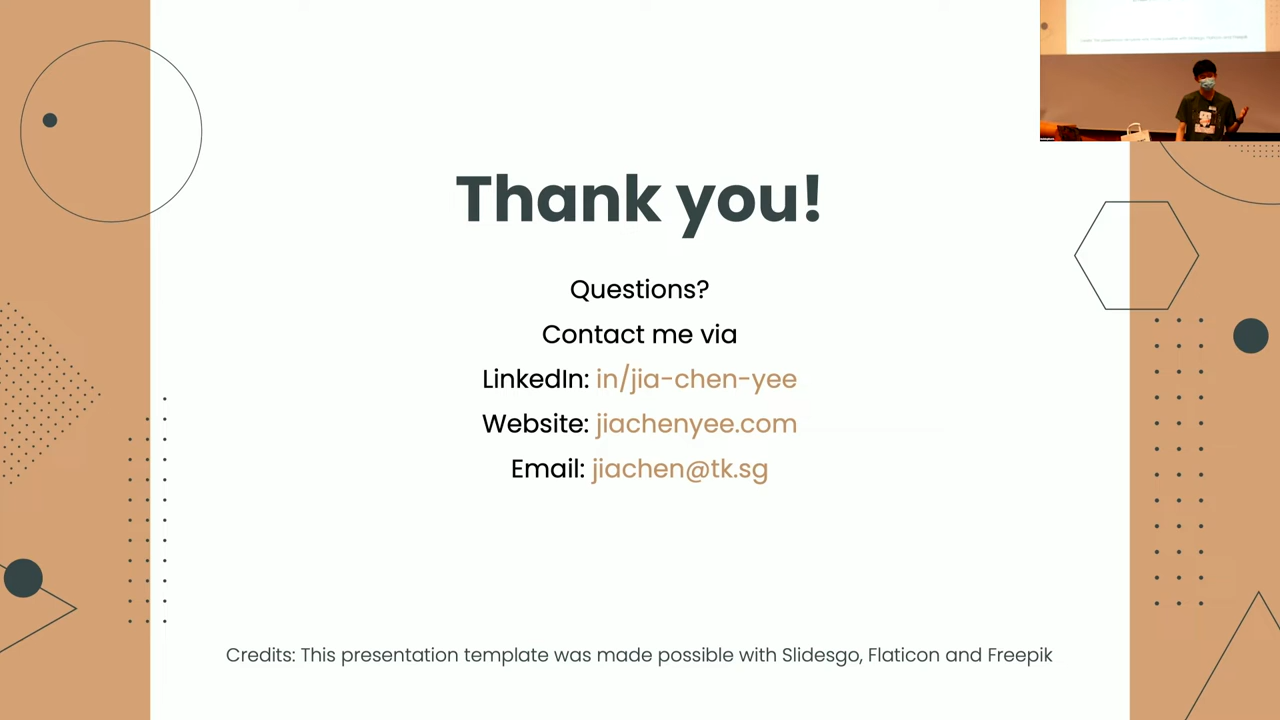 Thank you!
Questions?
Contact me via
LinkedIn: in/jia-chen-yee
Website: jiachenyee.com
Email: jiachen@tk.sg
Credits: This presentation template was made possible with Slidesgo, Flaticon and Freepik